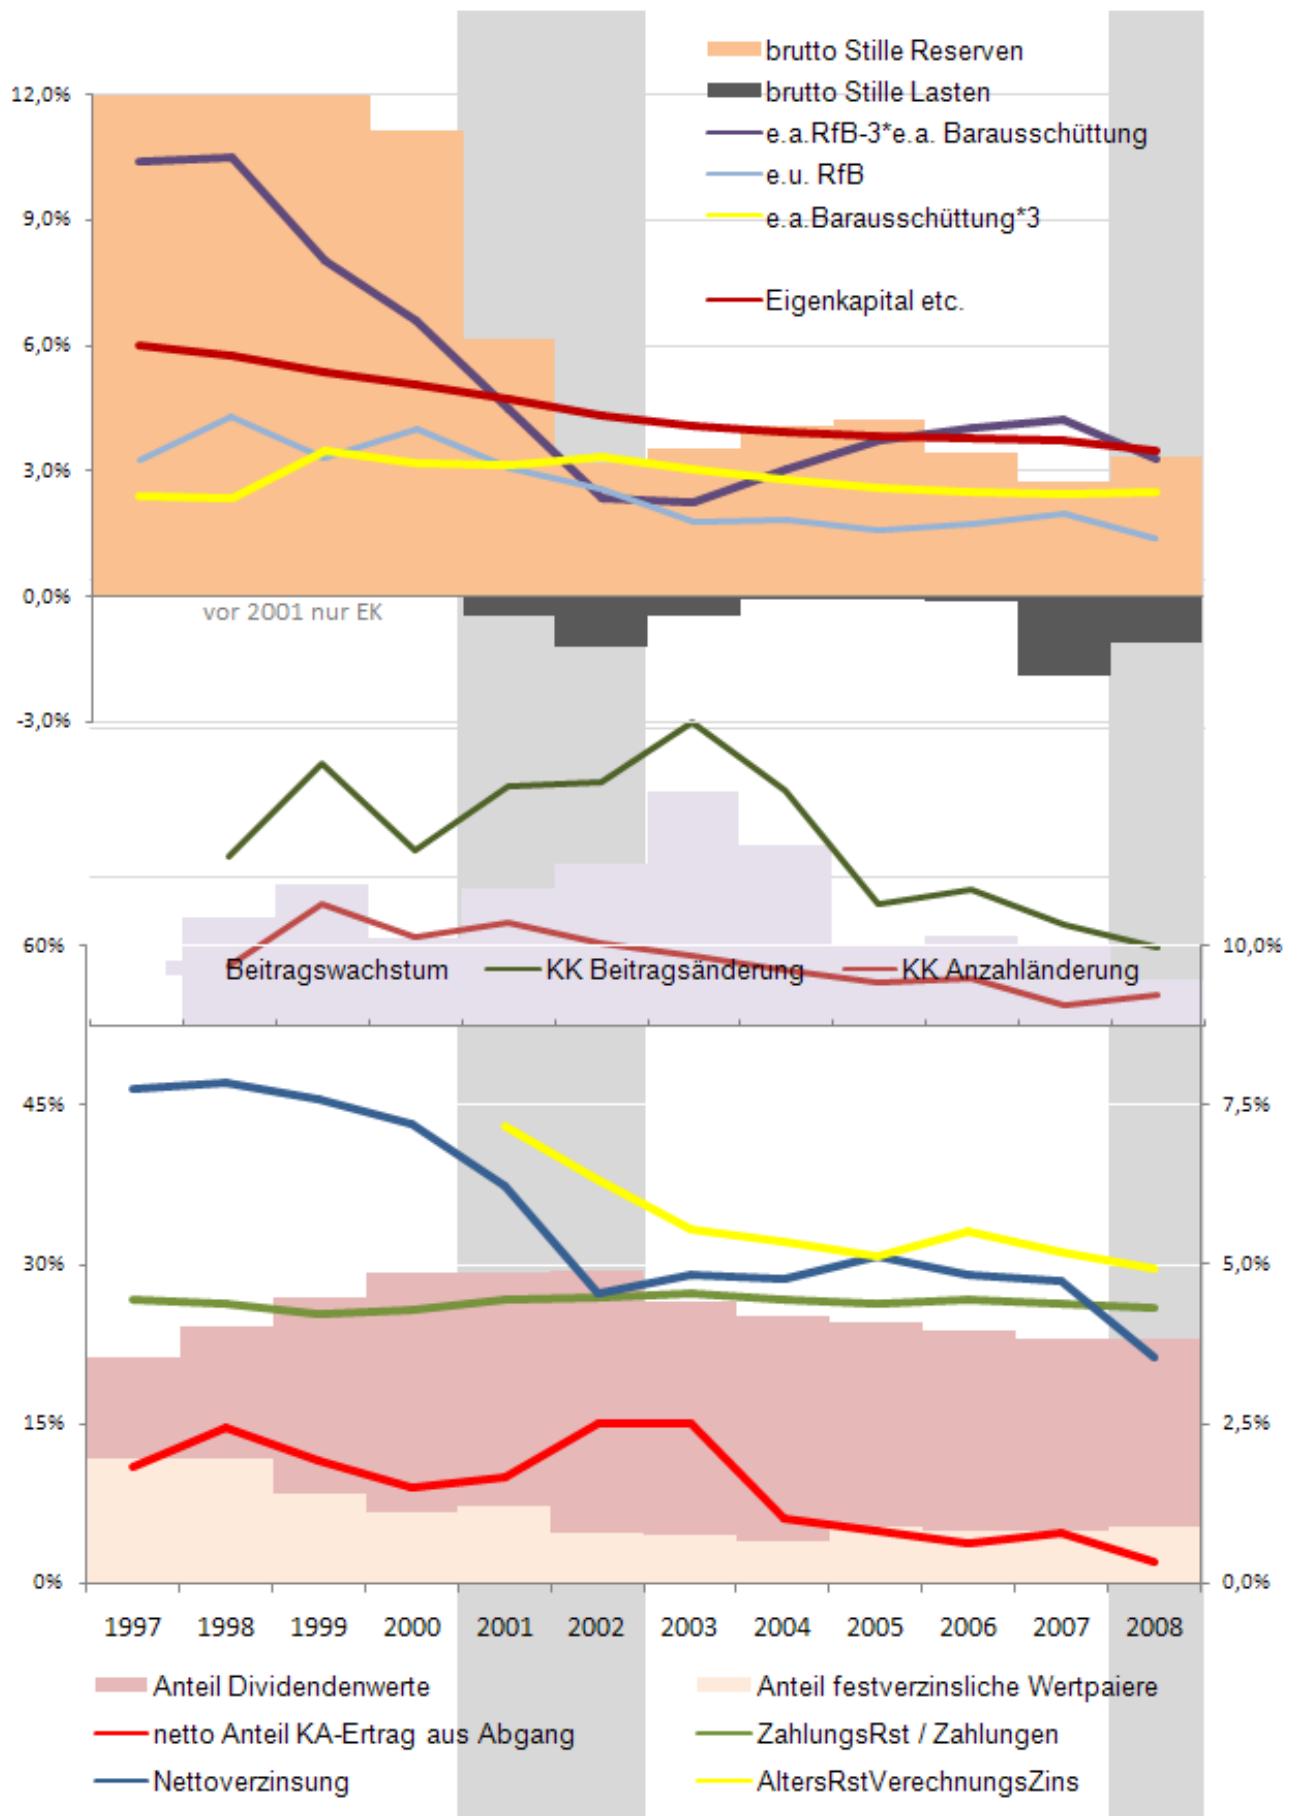 brutto Stille Reserven
12,0%
brutto Stille Lasten
e.a.RfB-3*e.a. Barausschüttung
e.u. RfB
9,0%
e.a.Barausschüttung*3
Eigenkapital etc.
6,0%
3,0%
0,0%
vor 2001 nur EK
-3,0%
60%
10,0%
Beitragswachstum
KK Beitragsänderung
KK Anzahländerung
45%
7,5%
30%
5,0%
15%
2,5%
0%
0,0%
1997 1998 1999 2000 2001 2002 2003 2004 2005 2006 2007 2008
Anteil Dividendenwerte
Anteil festverzinsliche Wertpaiere
netto Anteil KA-Ertrag aus Abgang
ZahlungsRst / Zahlungen
Nettoverzinsung
AltersRstVerechnungsZins